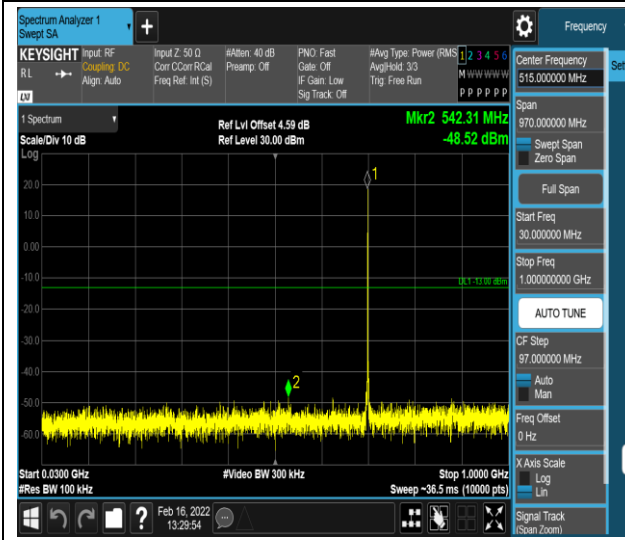 Spectrum Analyzer 1
Swept SA
+
Frequency
KEYSIGHT
RL
LXI
Input: RF
Coupling: DC
Align: Auto
Input Z: 50 Ω
Corr CCorr RCal
Freq Ref: Int (S)
#Atten: 40 dB
Preamp: Off
PNO: Fast
Gate: Off
IF Gain: Low
Sig Track: Off
#Avg Type: Power (RMS
Avg|Hold: 3/3
Trig: Free Run
1 2 3 4 5 6
M W W W W W
P P P P P P
1 Spectrum
Scale/Div 10 dB
Log
Ref Lvl Offset 4.59 dB
Ref Level 30.00 dBm
Mkr2 542.31 MHz
-48.52 dBm
20.0
10.0
0.00
-10.0
-20.0
-30.0
-40.0
-50.0
-60.0
1
2
DL1 -13.00 dBm
Start 0.0300 GHz
#Res BW 100 kHz
#Video BW 300 kHz
Stop 1.0000 GHz
Sweep ~36.5 ms (10000 pts)
?
Feb 16, 2022
13:29:54
Center Frequency
515.000000 MHz
Set
Span
970.000000 MHz
Swept Span
Zero Span
Full Span
Start Freq
30.000000 MHz
Stop Freq
1.000000000 GHz
AUTO TUNE
CF Step
97.000000 MHz
Auto
Man
Freq Offset
0 Hz
X Axis Scale
Log
Lin
Signal Track
(Span Zoom)